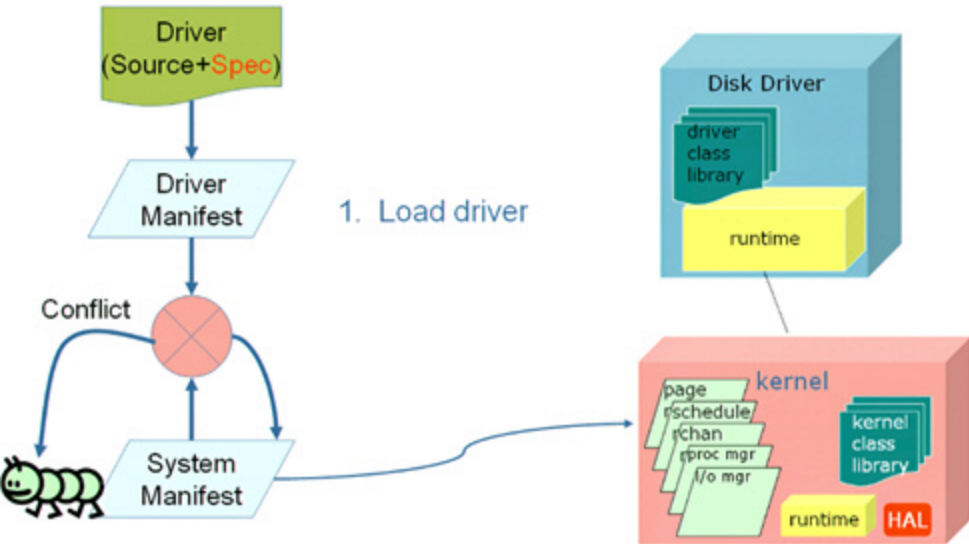 Driver
(Source+Spec)
Driver
Manifest
1. Load driver
Conflict
System
Manifest
Disk Driver
driver
class
library
runtime
kernel
page
schedule
chan
proc mgr
I/o mgr
kernel
class
library
runtime
HAL